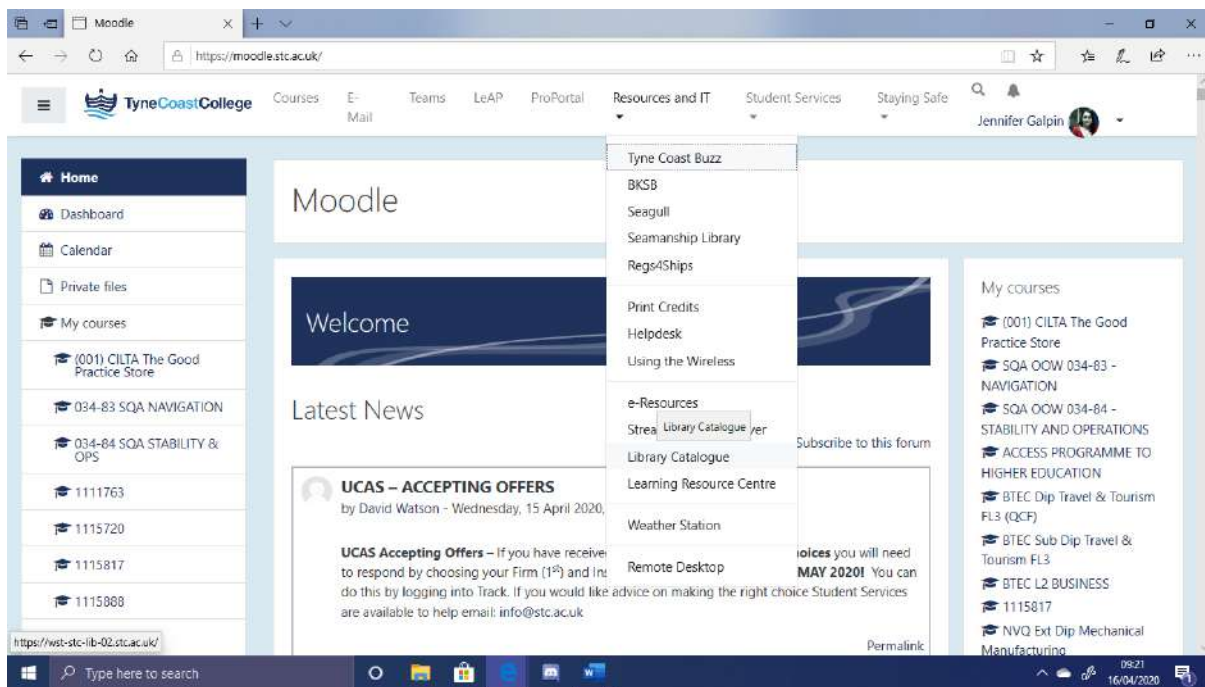 Moodle
https://moodle.stc.ac.uk/
TyneCoastCollege
Courses
E-
Mail
Teams
LeAP
ProPortal
Resources and IT
Student Services
Staying Safe
Jennifer Galpin
Home
Dashboard
Calendar
Private files
My courses
(001) CILTA The Good
Practice Store
034-83 SQA NAVIGATION
034-84 SQA STABILITY &
OPS
1111763
1115720
1115817
1115888
https://wst-stc-lib-02.stc.ac.uk/
Moodle
Welcome
Latest News
Subscribe to this forum
UCAS – ACCEPTING OFFERS
by David Watson - Wednesday, 15 April 2020,
UCAS Accepting Offers – If you have receive oices you will need
to respond by choosing your Firm (1st) and In MAY 2020! You can
do this by logging into Track. If you would like advice on making the right choice Student Services
are available to help email: info@stc.ac.uk
Permalink
Tyne Coast Buzz
BKSB
Seagull
Seamanship Library
Regs4Ships
Print Credits
Helpdesk
Using the Wireless
e-Resources
Strea
Library Catalogue
ver
Library Catalogue
Learning Resource Centre
Weather Station
Remote Desktop
My courses
(001) CILTA The Good
Practice Store
SQA OOW 034-83 -
NAVIGATION
SQA OOW 034-84 -
STABILITY AND OPERATIONS
ACCESS PROGRAMME TO
HIGHER EDUCATION
BTEC Dip Travel & Tourism
FL3 (QCF)
BTEC Sub Dip Travel &
Tourism FL3
BTEC L2 BUSINESS
1115817
NVQ Ext Dip Mechanical
Manufacturing
Type here to search
09:21
16/04/2020